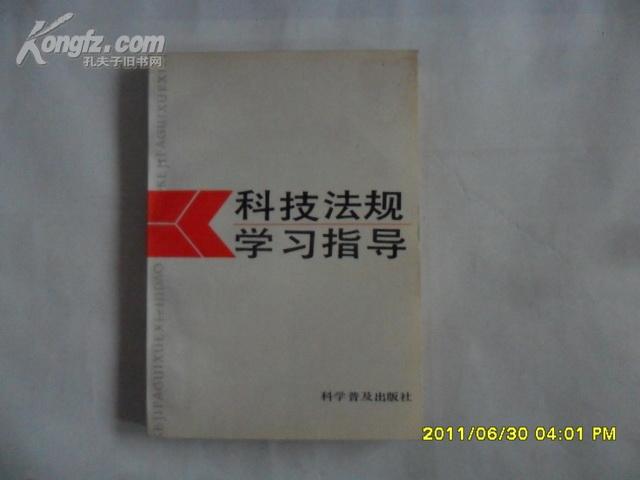 Kongfz.com
孔夫子旧书网
科技法规
学习指导
科学普及出版社
KEJIFAGUIXUEXIZHIDAO
2011/06/30 04:01 PM